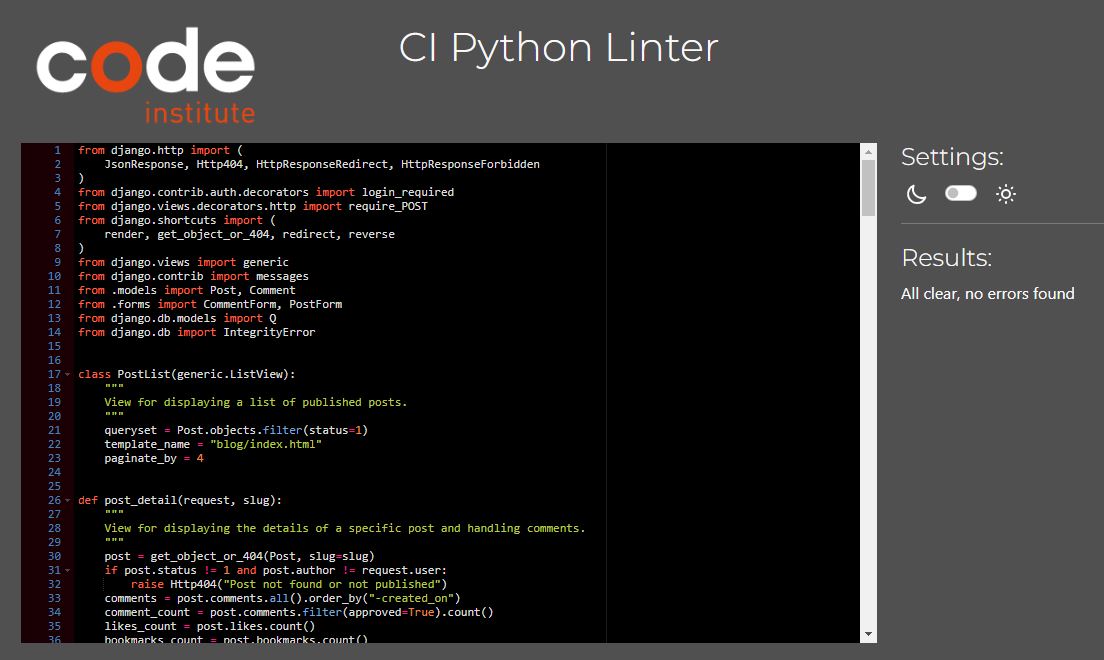 code
institute
CI Python Linter
1 from django.http import (
2     JsonResponse, Http404, HttpResponseRedirect, HttpResponseForbidden
3 )
4 from django.contrib.auth.decorators import login_required
5 from django.views.decorators.http import require_POST
6 from django.shortcuts import (
7     render, get_object_or_404, redirect, reverse
8 )
9 from django.views import generic
10 from django.contrib import messages
11 from .models import Post, Comment
12 from .forms import CommentForm, PostForm
13 from django.db.models import Q
14 from django.db import IntegrityError
15
16
17 class PostList(generic.ListView):
18     """
19     View for displaying a list of published posts.
20     """
21     queryset = Post.objects.filter(status=1)
22     template_name = "blog/index.html"
23     paginate_by = 4
24
25
26 def post_detail(request, slug):
27     """
28     View for displaying the details of a specific post and handling comments.
29     """
30     post = get_object_or_404(Post, slug=slug)
31     if post.status != 1 and post.author != request.user:
32         raise Http404("Post not found or not published")
33     comments = post.comments.all().order_by("-created_on")
34     comment_count = post.comments.filter(approved=True).count()
35     likes_count = post.likes.count()
36     bookmarks_count = post.bookmarks.count()
Settings:
Results:
All clear, no errors found